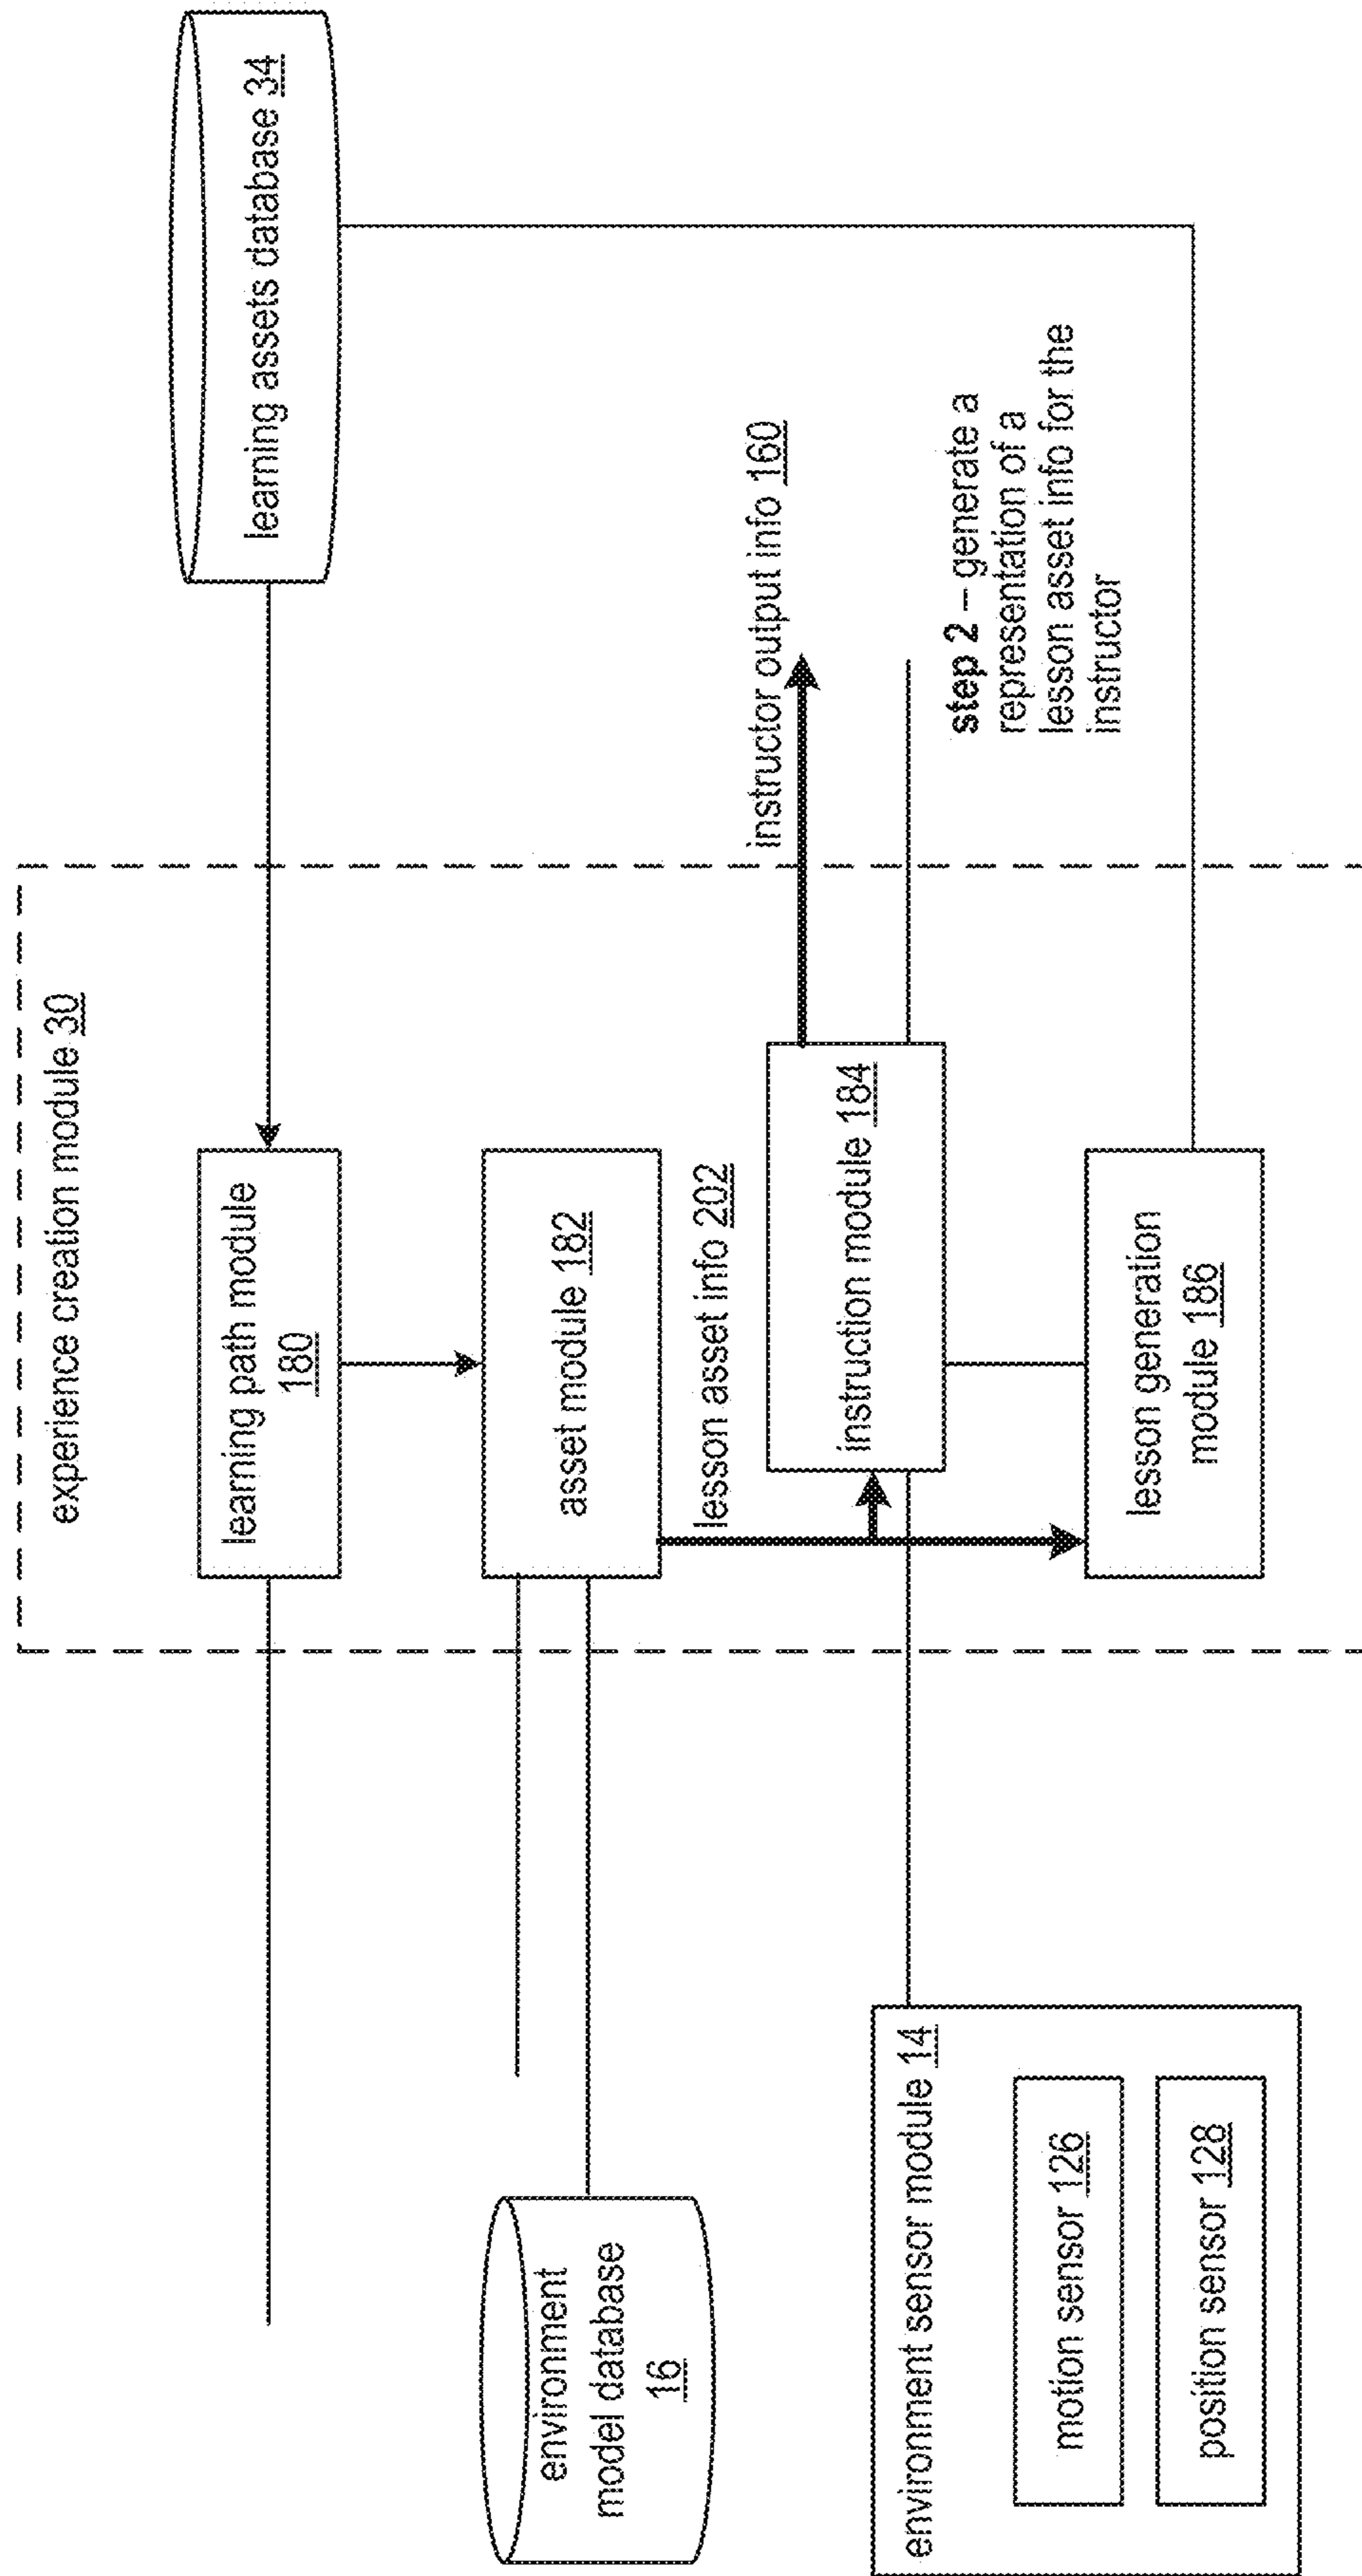 experience creation module 30
learning assets database 34
learning path module
180
environment
model database
16
asset module 182
lesson asset info 202
instructor output info 160
instruction module 184
environment sensor module 14
motion sensor 126
position sensor 128
lesson generation
module 186
step 2 – generate a
representation of a
lesson asset info for the
instructor